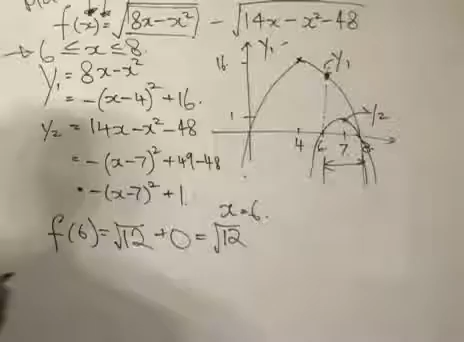 f(x) = √(8x-x²) - √(14x-x²-48)
→ 6 ≤ x ≤ 8.
y₁ = 8x-x²
= -(x-4)² + 16.
y₂ = 14x-x²-48
= -(x-7)² + 49-48
= -(x-7)² + 1.
x=6.
f(6) = √12 + 0 = √12
y₁
16
y₁
1
y₂
4 6 7 8